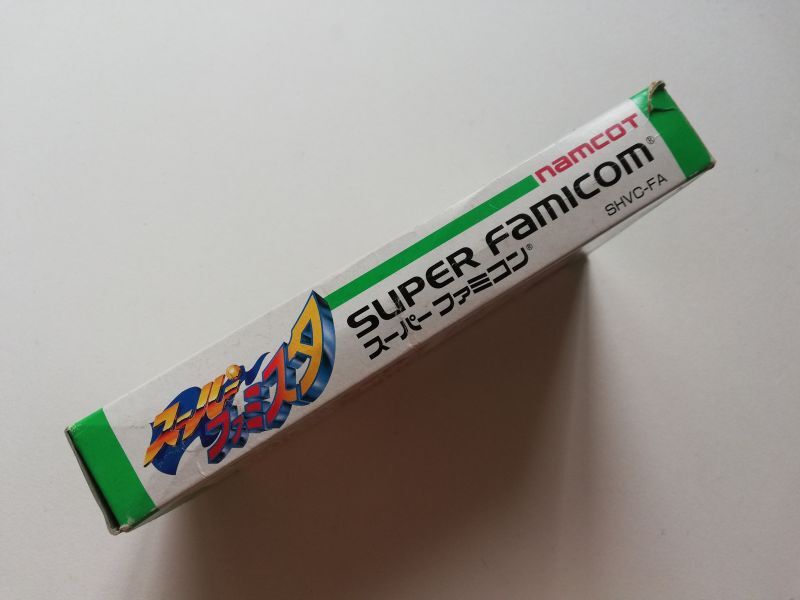 スーパー
ファミスタ
namcoT
SUPER FamICOM®
スーパーファミコン®
SHVC-FA